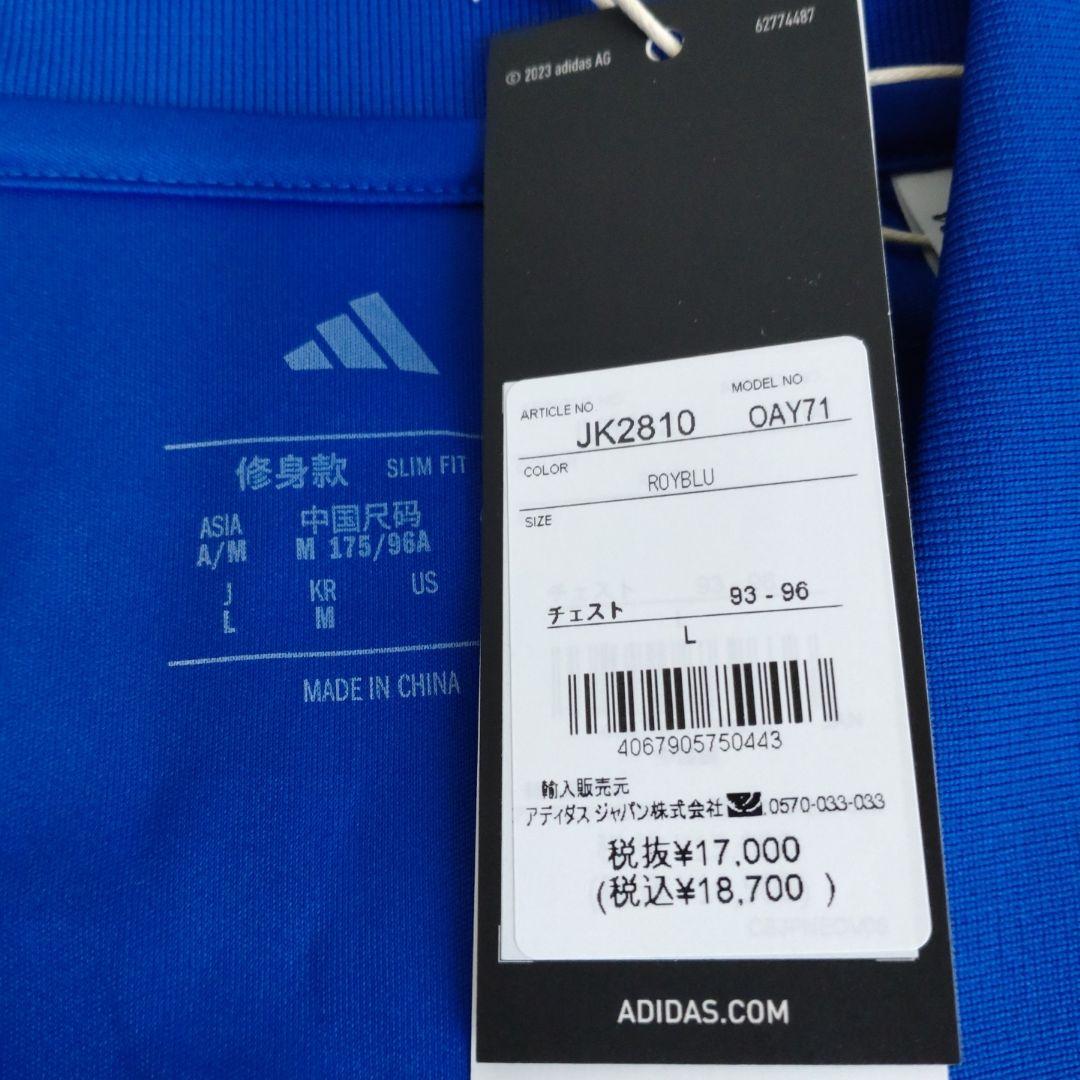 62774487
© 2023 adidas AG
ARTICLE NO MODEL NO
JK2810 OAY71
COLOR
ROYBLU
SIZE
チェスト 93 - 96
L
4067905750443
輸入販売元
アディダス ジャパン株式会社 0570-033-033
税抜¥17,000
(税込¥18,700 )
ADIDAS.COM
修身款 SLIM FIT
ASIA 中国尺码
A/M M 175/96A
J KR US
L M
MADE IN CHINA